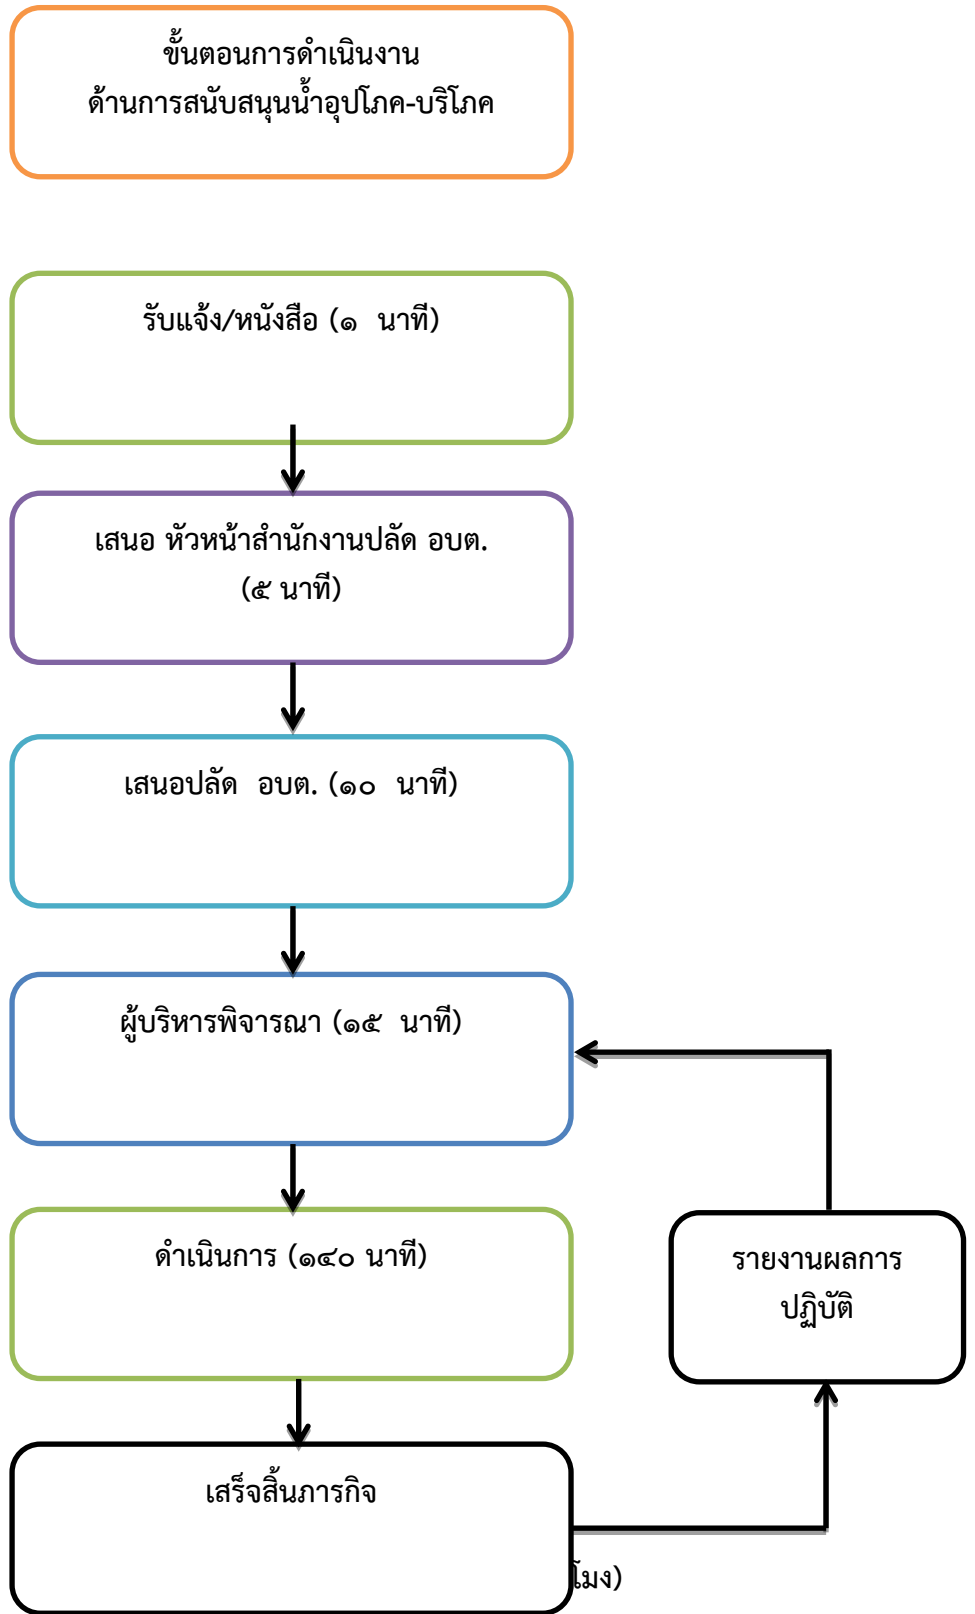 ขั้นตอนการดำเนินงาน
ด้านการสนับสนุนน้ำอุปโภค-บริโภค
รับแจ้ง/หนังสือ (๑ นาที)
เสนอ หัวหน้าสำนักงานปลัด อบต.
(๕ นาที)
เสนอปลัด อบต. (๑๐ นาที)
ผู้บริหารพิจารณา (๑๕ นาที)
ดำเนินการ (๑๔๐ นาที)
รายงานผลการ
ปฏิบัติ
เสร็จสิ้นภารกิจ
โมง)